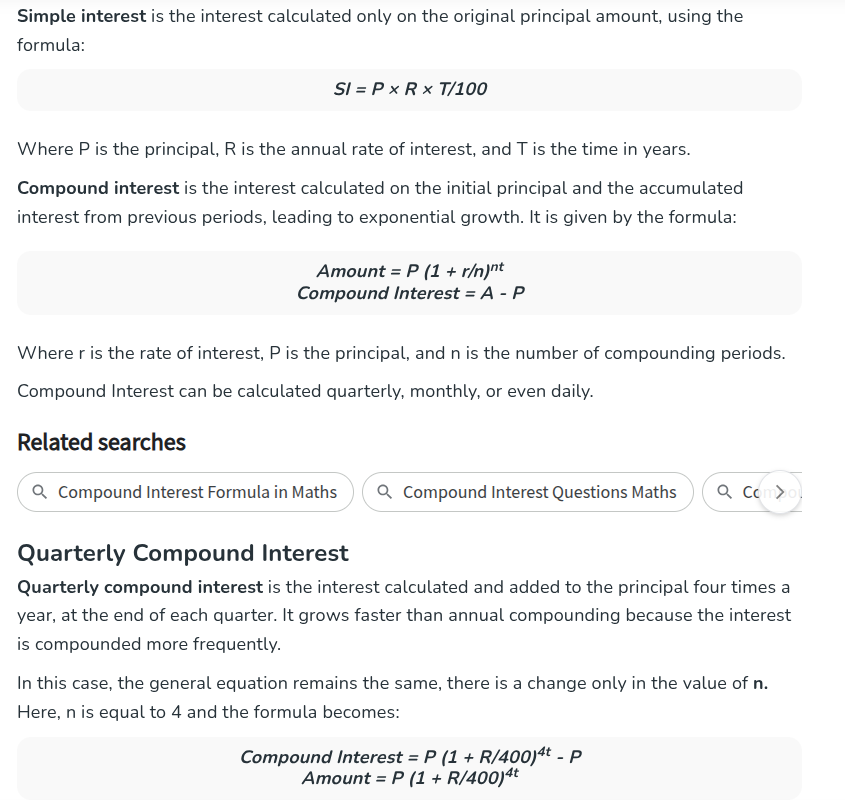 Simple interest is the interest calculated only on the original principal amount, using the
formula:
SI = P × R × T/100
Where P is the principal, R is the annual rate of interest, and T is the time in years.
Compound interest is the interest calculated on the initial principal and the accumulated
interest from previous periods, leading to exponential growth. It is given by the formula:
Amount = P (1 + r/n)ⁿᵗ
Compound Interest = A - P
Where r is the rate of interest, P is the principal, and n is the number of compounding periods.
Compound Interest can be calculated quarterly, monthly, or even daily.
Related searches
Compound Interest Formula in Maths
Compound Interest Questions Maths
Quarterly Compound Interest
Quarterly compound interest is the interest calculated and added to the principal four times a
year, at the end of each quarter. It grows faster than annual compounding because the interest
is compounded more frequently.
In this case, the general equation remains the same, there is a change only in the value of n.
Here, n is equal to 4 and the formula becomes:
Compound Interest = P (1 + R/400)⁴ᵗ - P
Amount = P (1 + R/400)⁴ᵗ